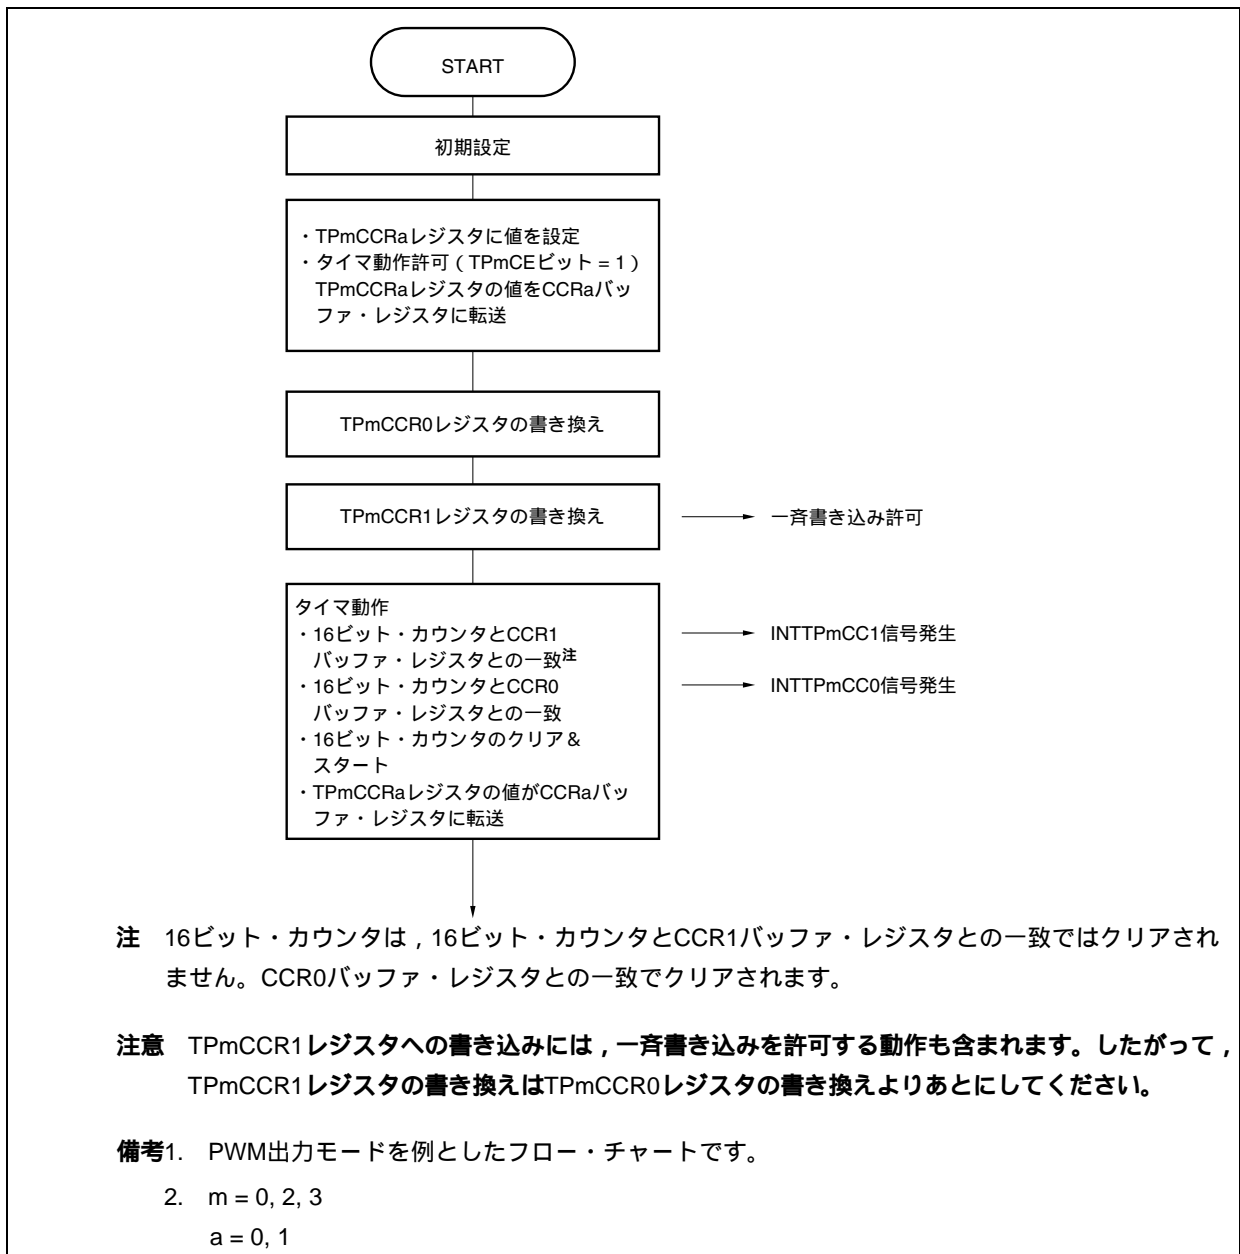 START
初期設定
・TPmCCRaレジスタに値を設定
・タイマ動作許可（TPmCEビット = 1）
TPmCCRaレジスタの値をCCRaバッ
ファ・レジスタに転送
TPmCCR0レジスタの書き換え
TPmCCR1レジスタの書き換え
一斉書き込み許可
タイマ動作
・16ビット・カウンタとCCR1
バッファ・レジスタとの一致注
・16ビット・カウンタとCCR0
バッファ・レジスタとの一致
・16ビット・カウンタのクリア＆
スタート
・TPmCCRaレジスタの値がCCRaバッ
ファ・レジスタに転送
INTTPmCC1信号発生
INTTPmCC0信号発生
注 16ビット・カウンタは，16ビット・カウンタとCCR1バッファ・レジスタとの一致ではクリアされ
ません。CCR0バッファ・レジスタとの一致でクリアされます。
注意 TPmCCR1レジスタへの書き込みには，一斉書き込みを許可する動作も含まれます。したがって，
TPmCCR1レジスタの書き換えはTPmCCR0レジスタの書き換えよりあとにしてください。
備考1. PWM出力モードを例としたフロー・チャートです。
2. m = 0, 2, 3
a = 0, 1